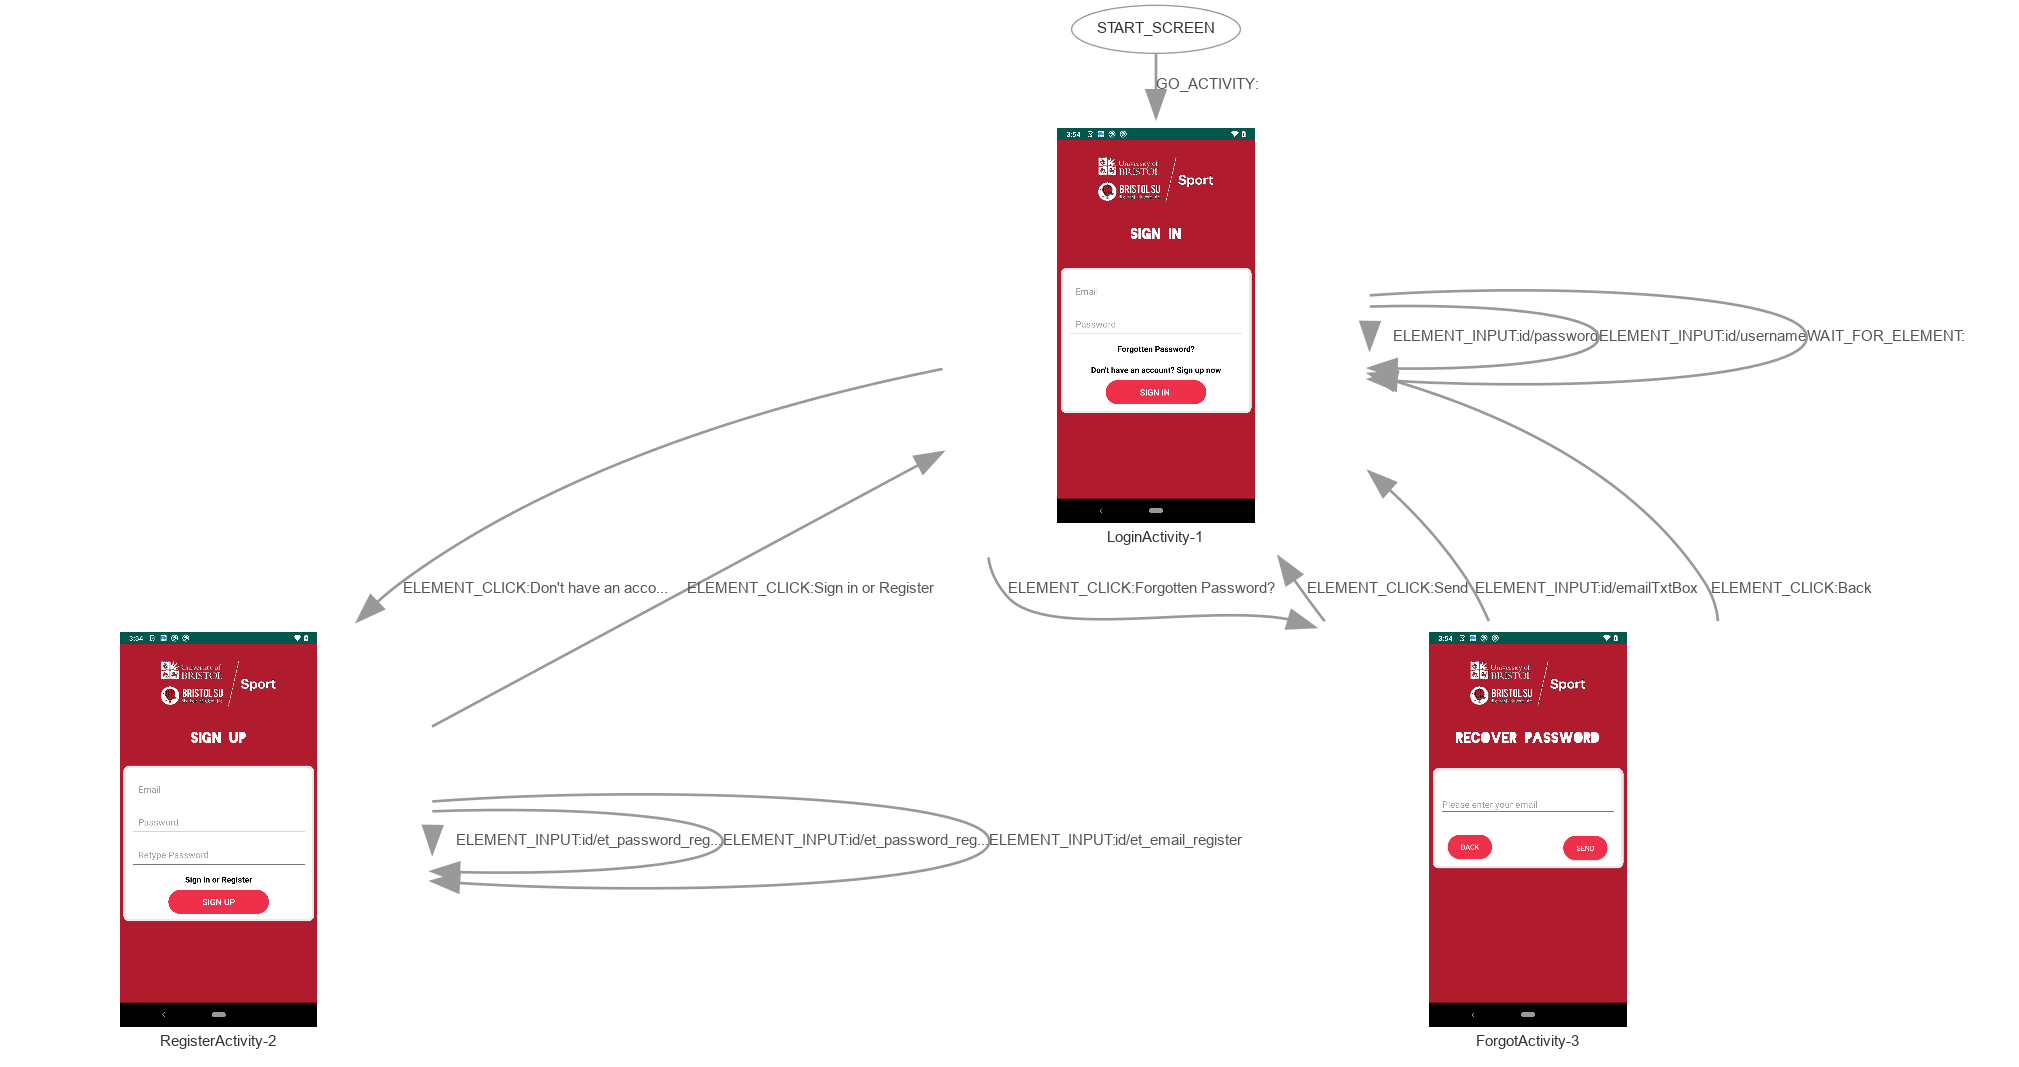 START_SCREEN
GO_ACTIVITY:
3:54
University of
BRISTOL
BRISTOL SU
Sport
SIGN IN
Email
Password
Forgotten Password?
Don't have an account? Sign up now
SIGN IN
LoginActivity-1
ELEMENT_INPUT:id/password
ELEMENT_INPUT:id/username
WAIT_FOR_ELEMENT:
ELEMENT_CLICK:Don't have an acco...
ELEMENT_CLICK:Sign in or Register
ELEMENT_CLICK:Forgotten Password?
ELEMENT_CLICK:Send
ELEMENT_INPUT:id/emailTxtBox
ELEMENT_CLICK:Back
3:54
University of
BRISTOL
BRISTOL SU
Sport
SIGN UP
Email
Password
Retype Password
Sign in or Register
SIGN UP
RegisterActivity-2
ELEMENT_INPUT:id/et_password_reg...
ELEMENT_INPUT:id/et_password_reg...
ELEMENT_INPUT:id/et_email_register
3:54
University of
BRISTOL
BRISTOL SU
Sport
RECOVER PASSWORD
Please enter your email
BACK
SEND
ForgotActivity-3